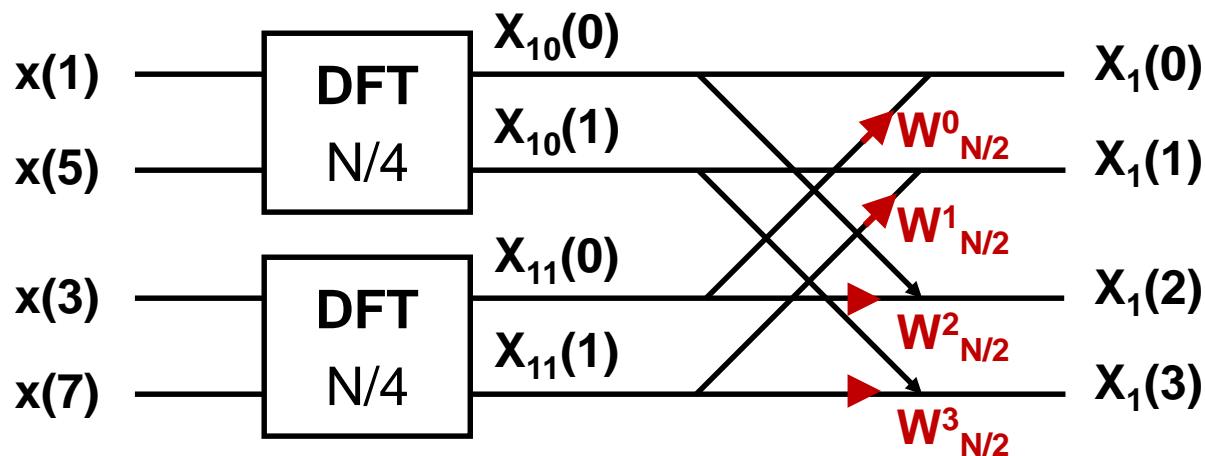 x(1)
DFT
N/4
X₁₀(0)
X₁(0)
x(5)
X₁₀(1)
W⁰N/2
X₁(1)
x(3)
DFT
N/4
X₁₁(0)
W¹N/2
X₁(2)
x(7)
X₁₁(1)
W²N/2
X₁(3)
W³N/2